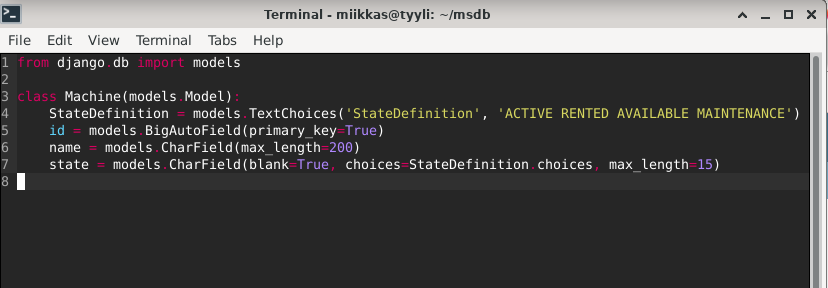 Terminal - miikkas@tyyli: ~/msdb
File Edit View Terminal Tabs Help
1 from django.db import models
2
3 class Machine(models.Model):
4     StateDefinition = models.TextChoices('StateDefinition', 'ACTIVE RENTED AVAILABLE MAINTENANCE')
5     id = models.BigAutoField(primary_key=True)
6     name = models.CharField(max_length=200)
7     state = models.CharField(blank=True, choices=StateDefinition.choices, max_length=15)
8